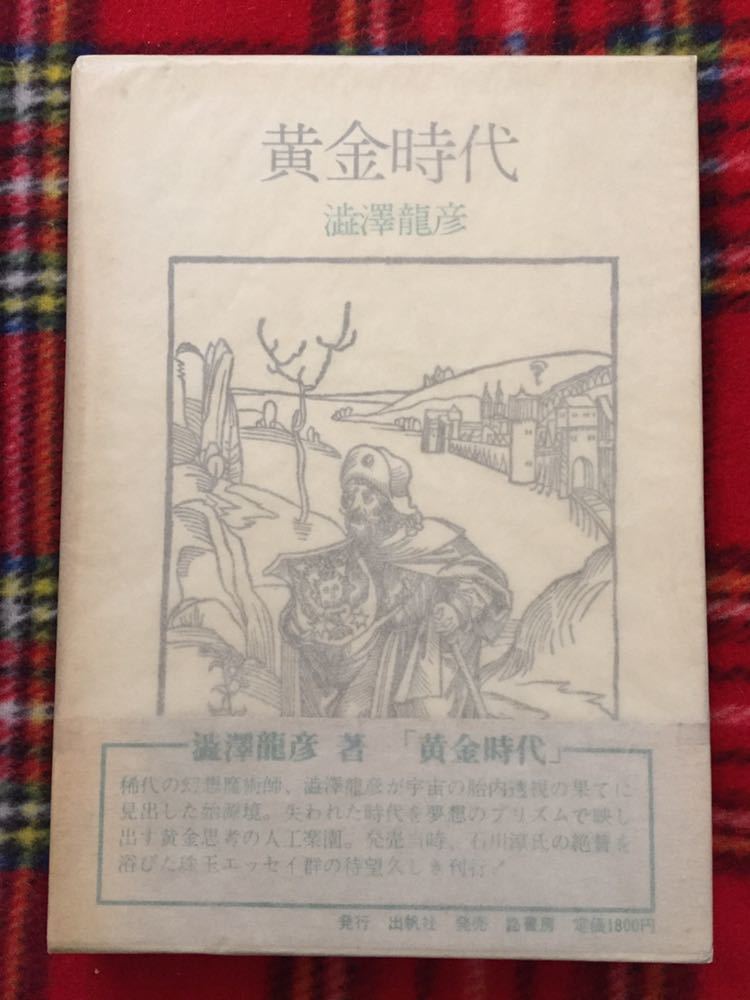 黄金時代
澁澤龍彦
澁澤龍彦 著 「黄金時代」
稀代の幻想魔術師、澁澤龍彦が宇宙の胎内透視の果てに
見出した始源境。失われた時代を夢想のプリズムで映し
出す黄金思考の人工楽園。発売当時、石川淳氏の絶賛を
浴びた珠玉エッセイ群の待望久しき刊行!
発行 出帆社 発売 書房 定価1800円